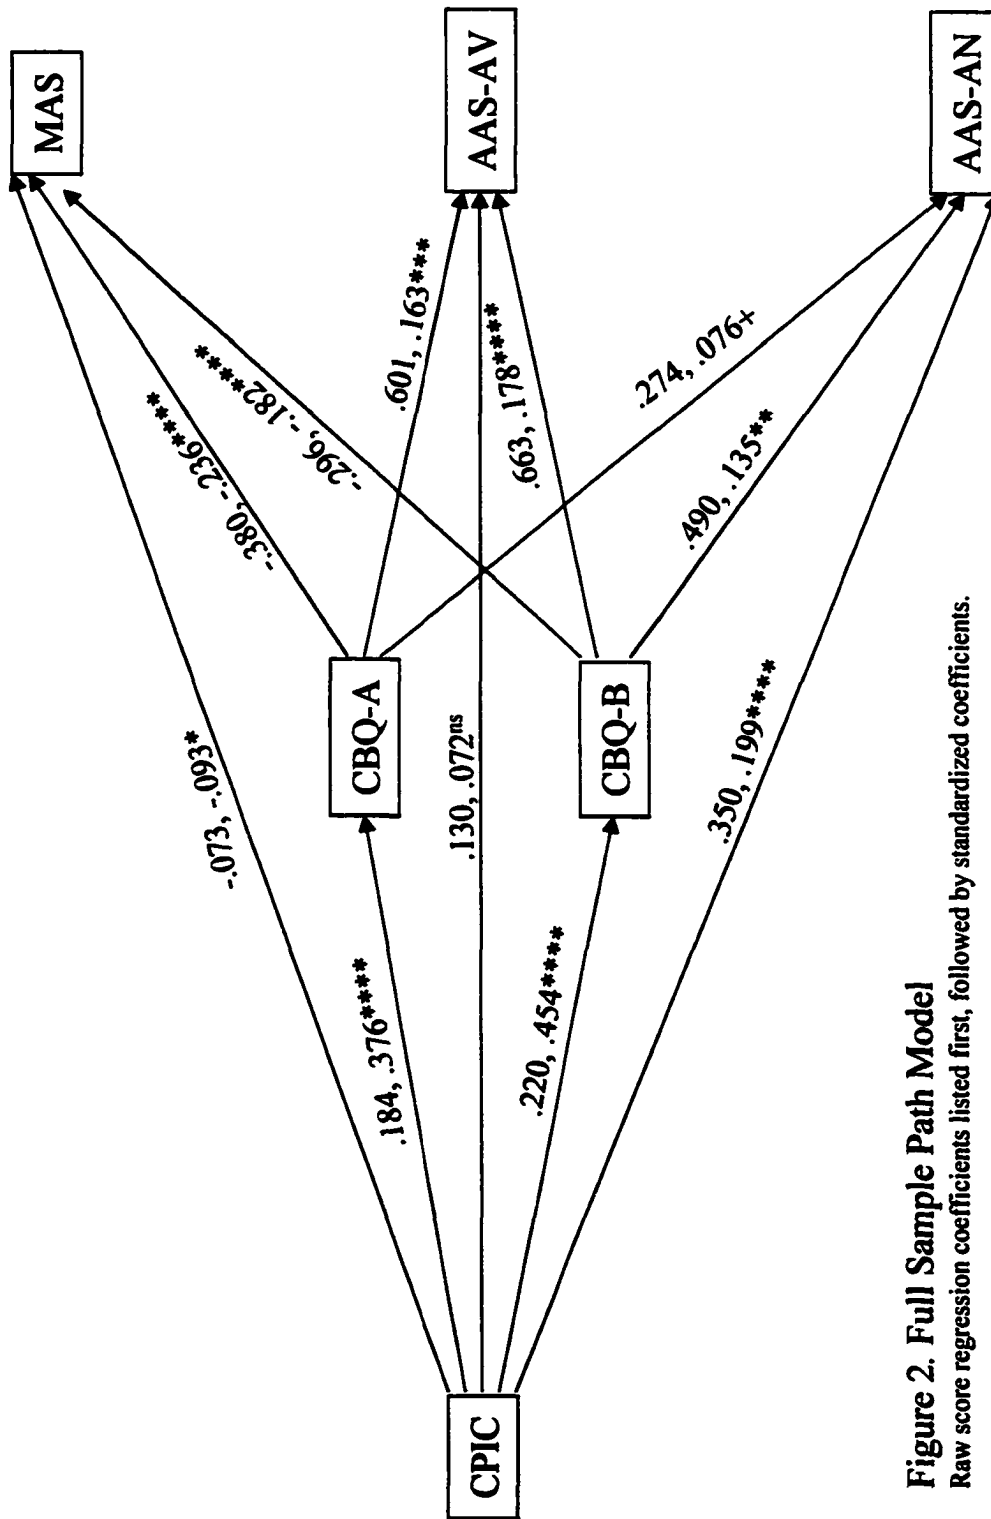 MAS
-.073, -.093*
-.380, -.236****
-.296, -.182****
CBQ-A
.184, .376****
.601, .163***
AAS-AV
CPIC
.130, .072ns
.663, .178****
.274, .076+
CBQ-B
.220, .454****
.490, .135**
.350, .199****
AAS-AN
Figure 2. Full Sample Path Model
Raw score regression coefficients listed first, followed by standardized coefficients.